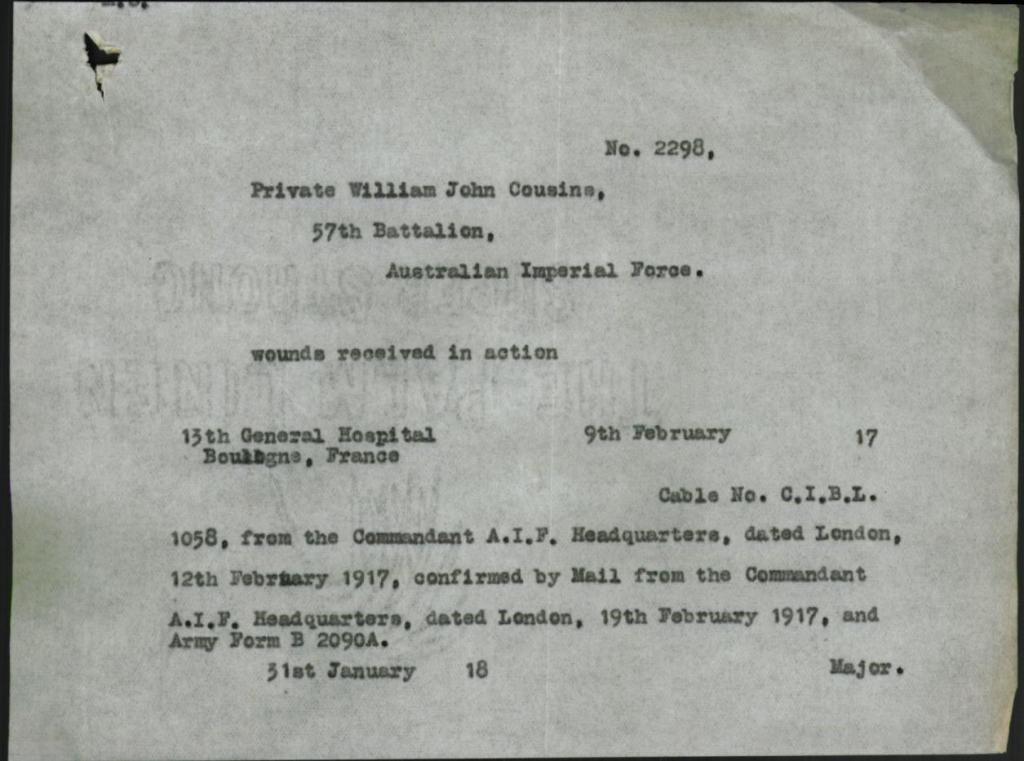 No. 2298,
Private William John Cousins,
57th Battalion,
Australian Imperial Force.
wounds received in action
13th General Hospital 9th February 17
Boulogne, France
Cable No. C.I.B.L.
1058, from the Commandant A.I.F. Headquarters, dated London,
12th February 1917, confirmed by Mail from the Commandant
A.I.F. Headquarters, dated London, 19th February 1917, and
Army Form B 2090A.
31st January 18 Major.